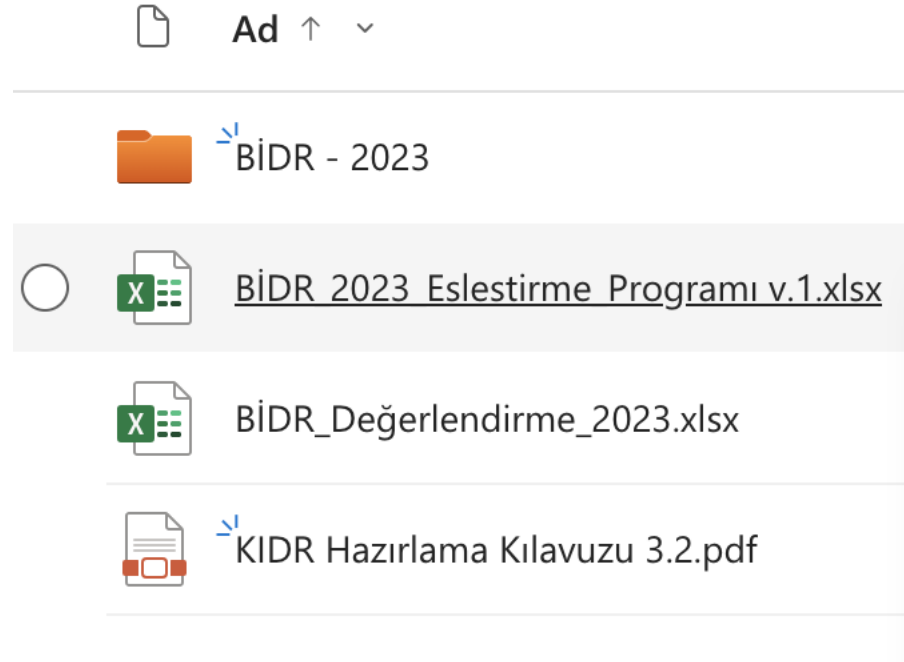 Ad
BİDR - 2023
BİDR_2023_Eslestirme_Programı v.1.xlsx
BİDR_Değerlendirme_2023.xlsx
KIDR Hazırlama Kılavuzu 3.2.pdf